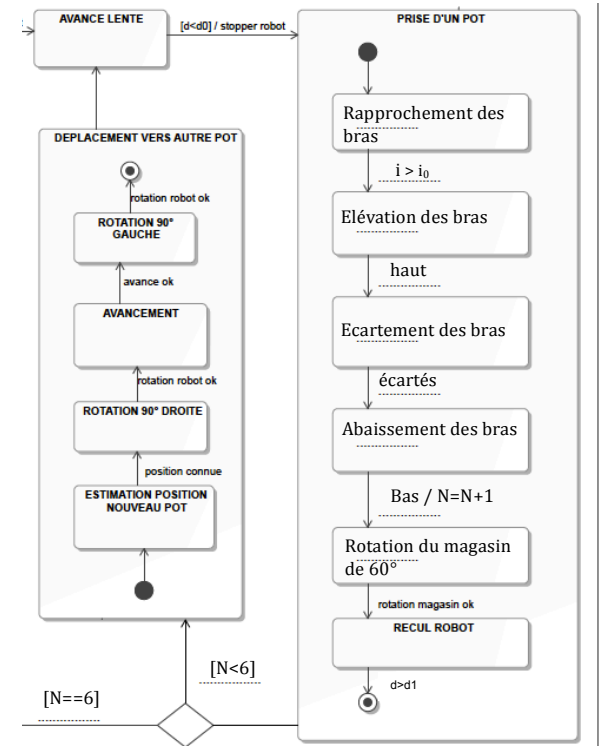 AVANCE LENTE
[d<d0] / stopper robot
PRISE D'UN POT
Rapprochement des
bras
i > i₀
Elévation des bras
haut
Ecartement des bras
écartés
Abaissement des bras
Bas / N=N+1
Rotation du magasin
de 60°
rotation magasin ok
RECUL ROBOT
d>d1
DEPLACEMENT VERS AUTRE POT
rotation robot ok
ROTATION 90°
GAUCHE
avance ok
AVANCEMENT
rotation robot ok
ROTATION 90° DROITE
position connue
ESTIMATION POSITION
NOUVEAU POT
[N<6]
[N==6]